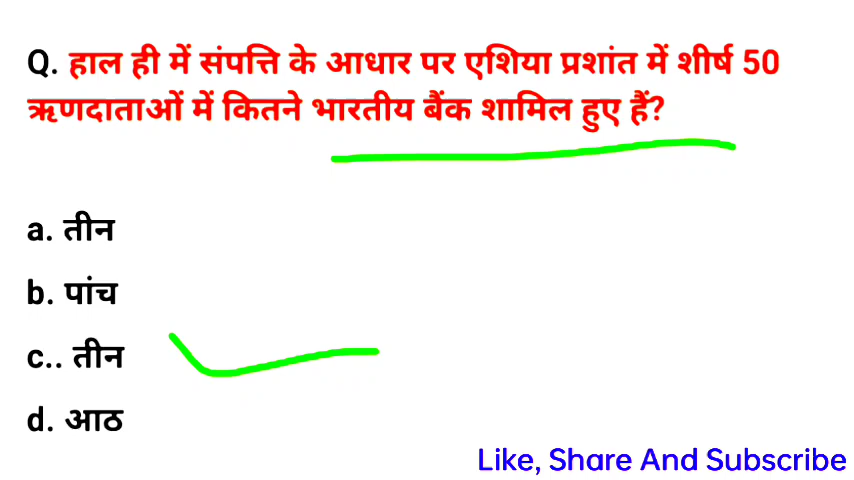 Q. हाल ही में संपत्ति के आधार पर एशिया प्रशांत में शीर्ष 50
ऋणदाताओं में कितने भारतीय बैंक शामिल हुए हैं?
a. तीन
b. पांच
c.. तीन
d. आठ
Like, Share And Subscribe